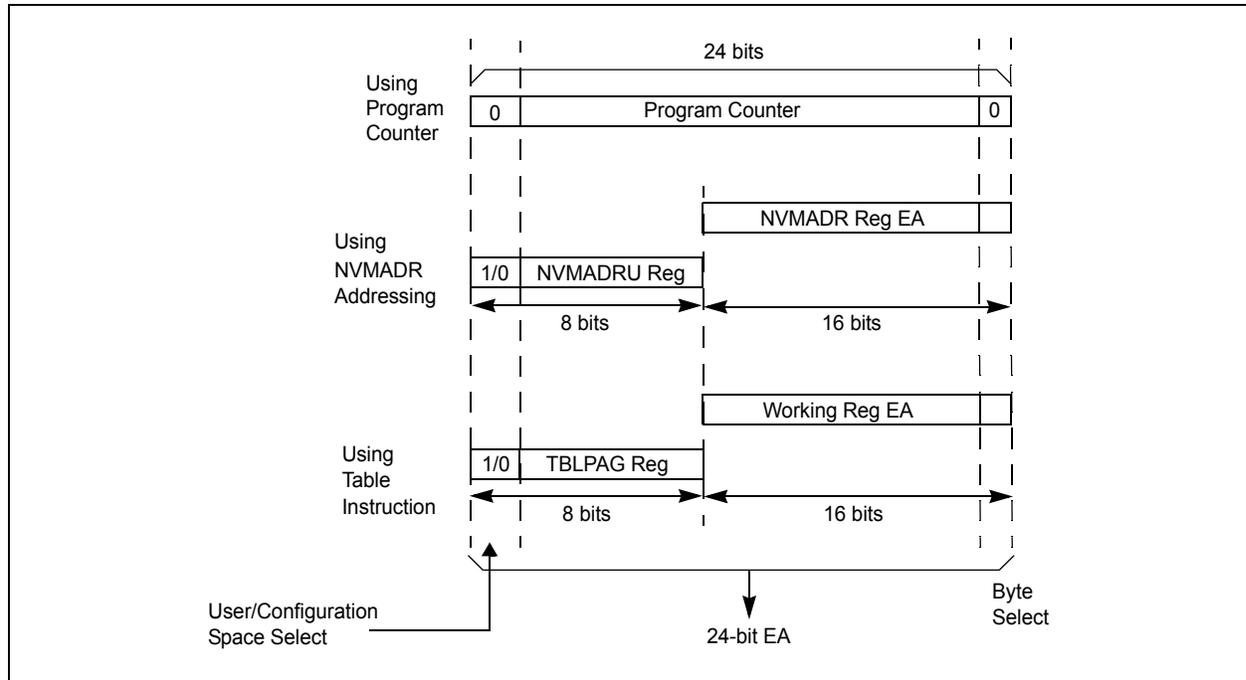 24 bits
Using
Program
Counter
0
Program Counter
0
NVMADR Reg EA
Using
NVMADR
Addressing
1/0
NVMADRU Reg
8 bits
16 bits
Working Reg EA
Using
Table
Instruction
1/0
TBLPAG Reg
8 bits
16 bits
User/Configuration
Space Select
24-bit EA
Byte
Select